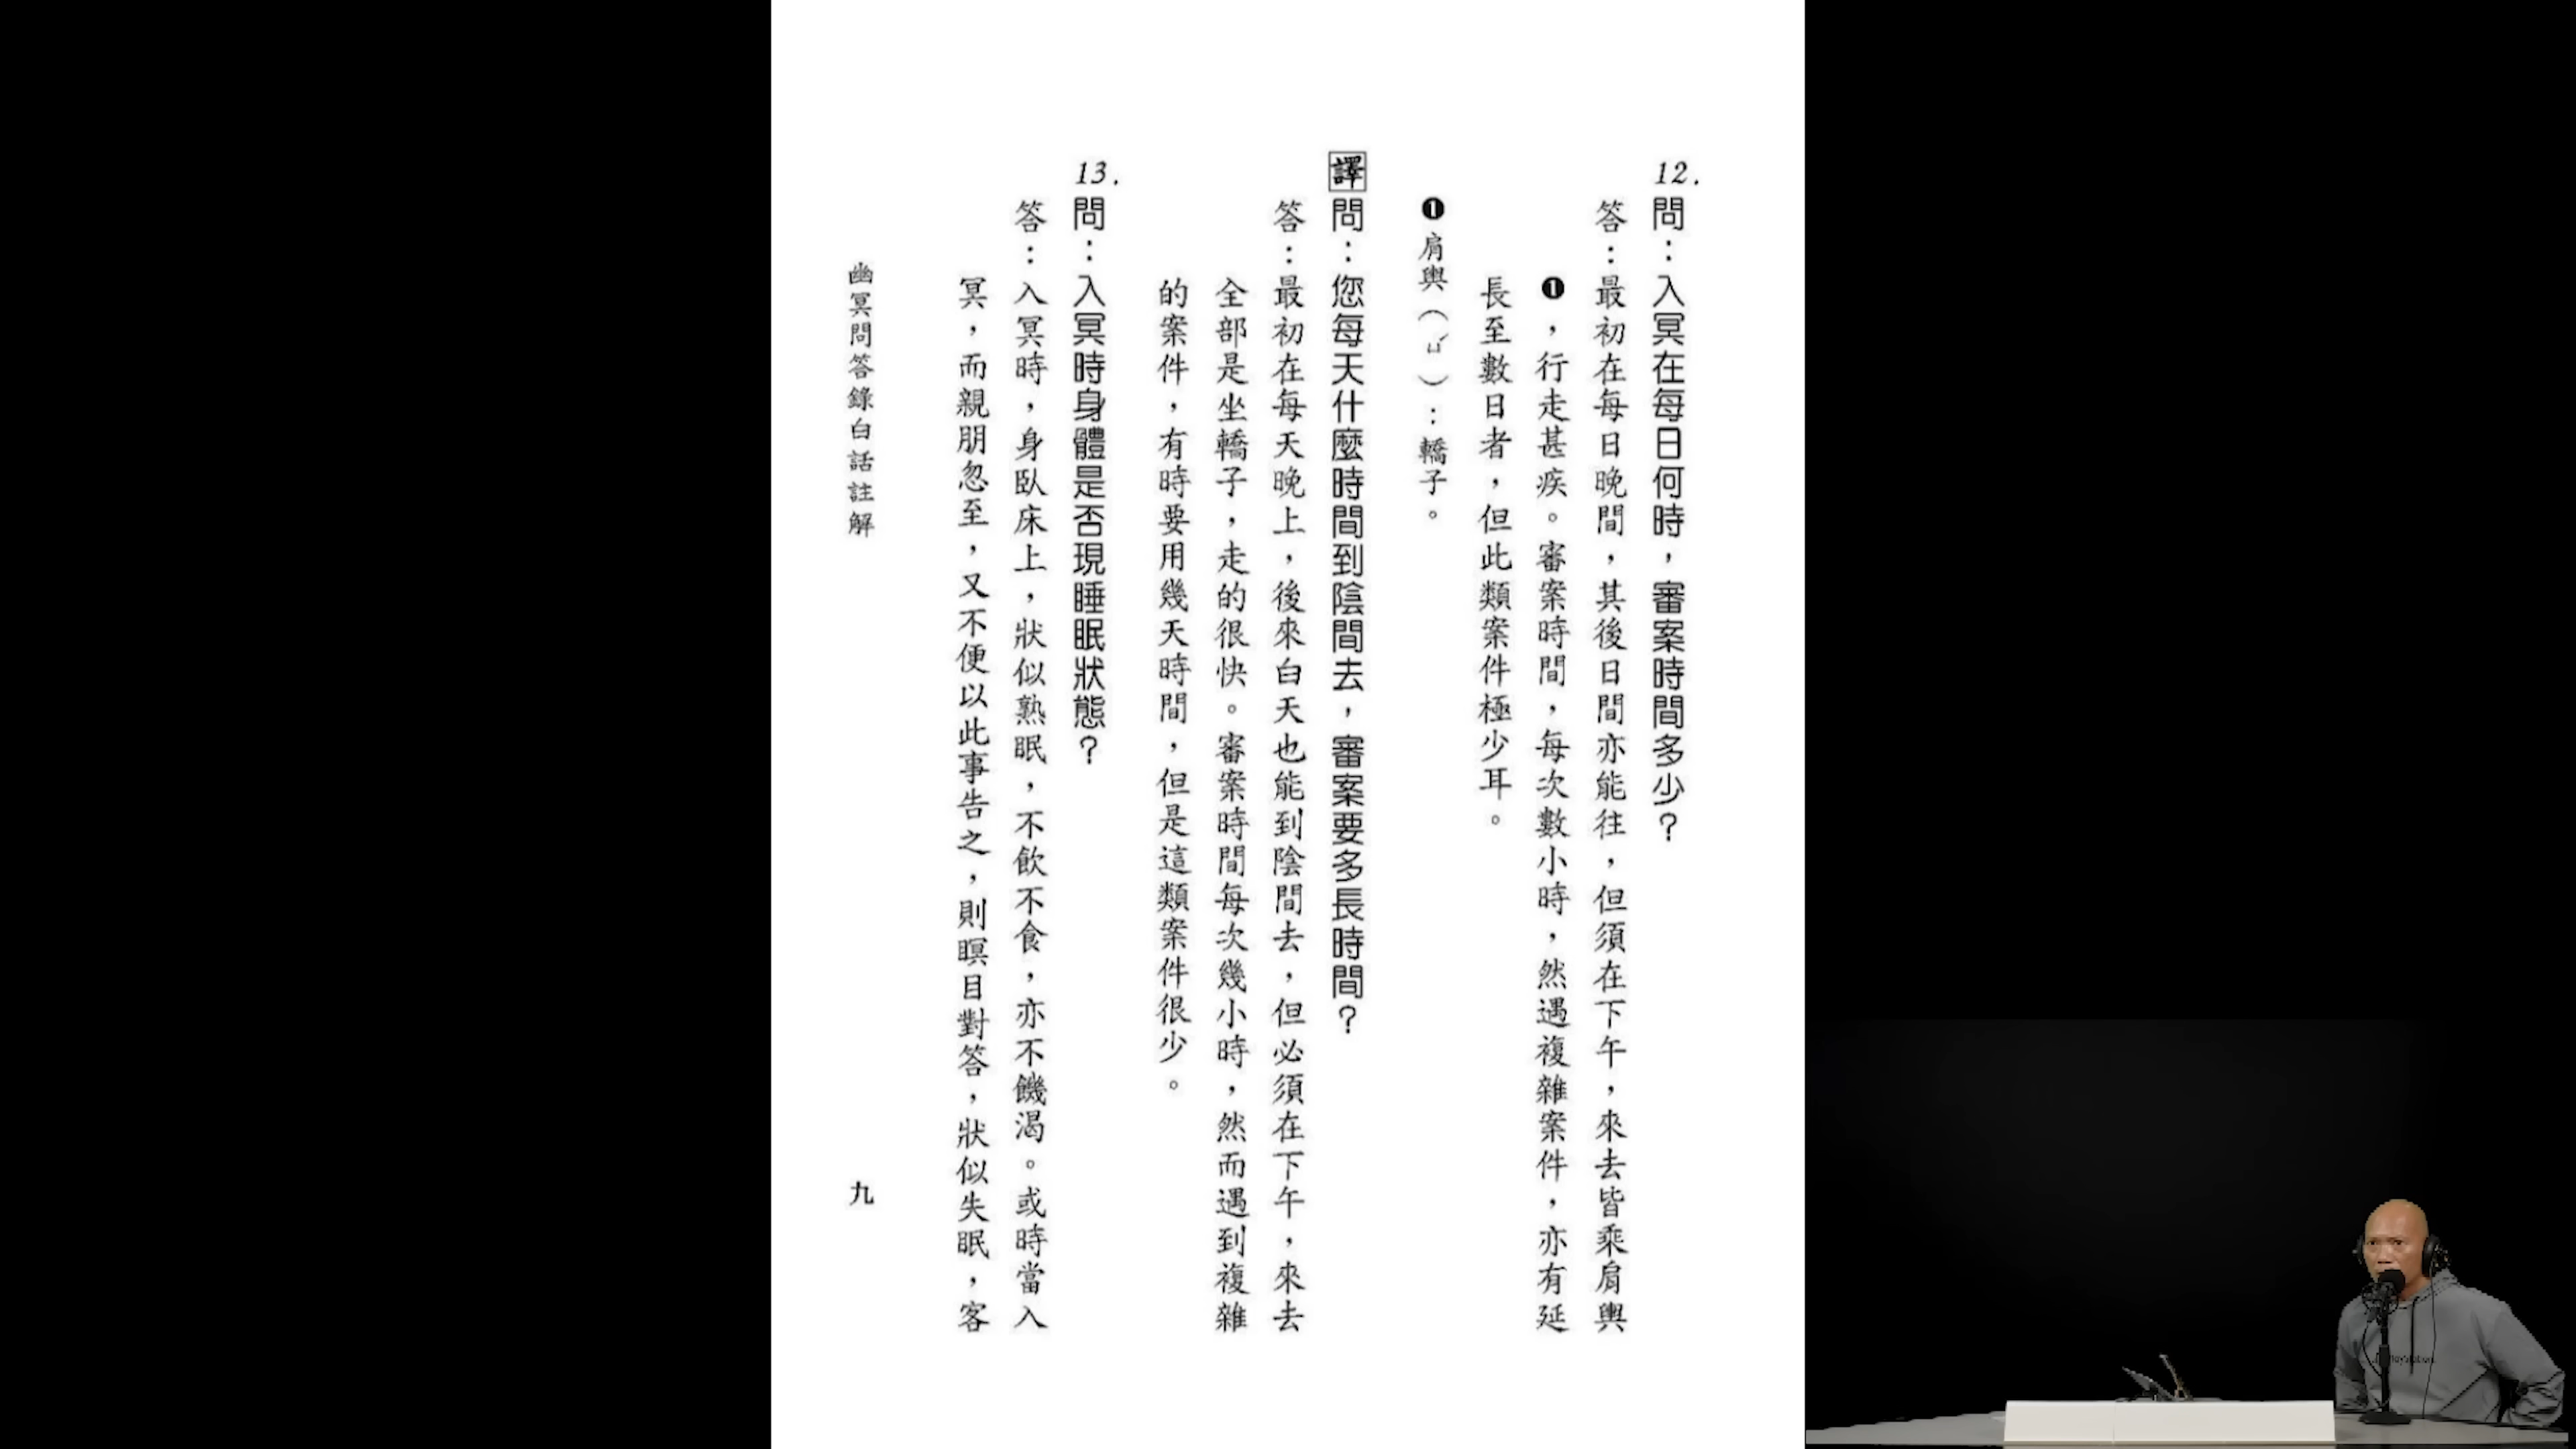 12.問：入冥在每日何時，審案時間多少？
答：最初在每日晚間，其後日間亦能往，但須在下午，來去皆乘肩輿
❶，行走甚疾。審案時間，每次數小時，然遇複雜案件，亦有延
長至數日者，但此類案件極少耳。
❶肩輿（ㄩˊ）：轎子。
譯問：您每天什麼時間到陰間去，審案要多長時間？
答：最初在每天晚上，後來白天也能到陰間去，但必須在下午，來去
全部是坐轎子，走的很快。審案時間每次幾小時，然而遇到複雜
的案件，有時要用幾天時間，但是這類案件很少。
13.問：入冥時身體是否現睡眠狀態？
答：入冥時，身臥床上，狀似熟眠，不飲不食，亦不饑渴。或時當入
冥，而親朋忽至，又不便以此事告之，則瞑目對答，狀似失眠，客
幽冥問答錄白話註解
九